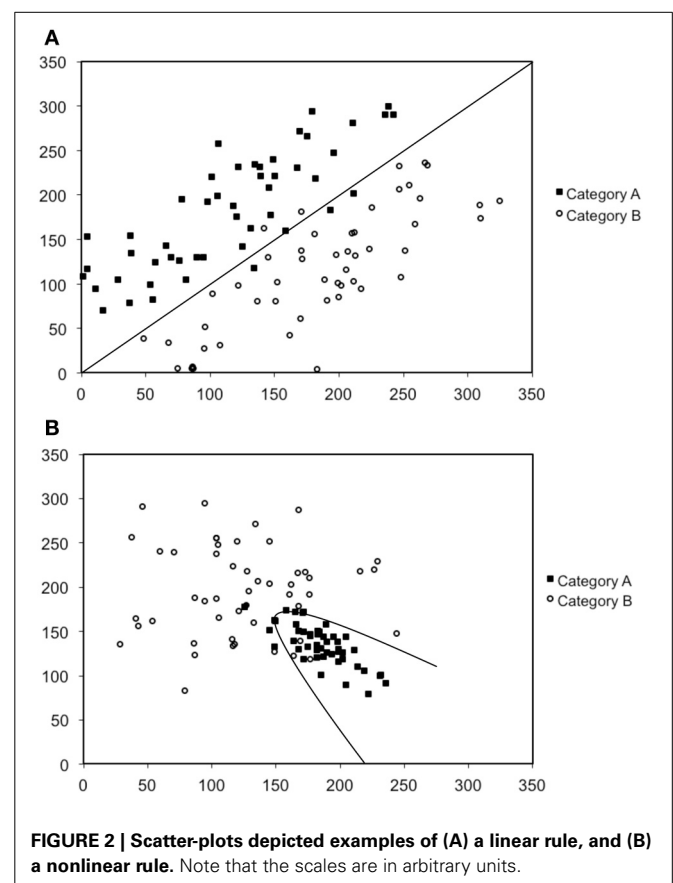 A
350
300
250
200
150
100
50
0
0 50 100 150 200 250 300 350
Category A
Category B
B
350
300
250
200
150
100
50
0
0 50 100 150 200 250 300 350
Category A
Category B
FIGURE 2 | Scatter-plots depicted examples of (A) a linear rule, and (B)
a nonlinear rule. Note that the scales are in arbitrary units.